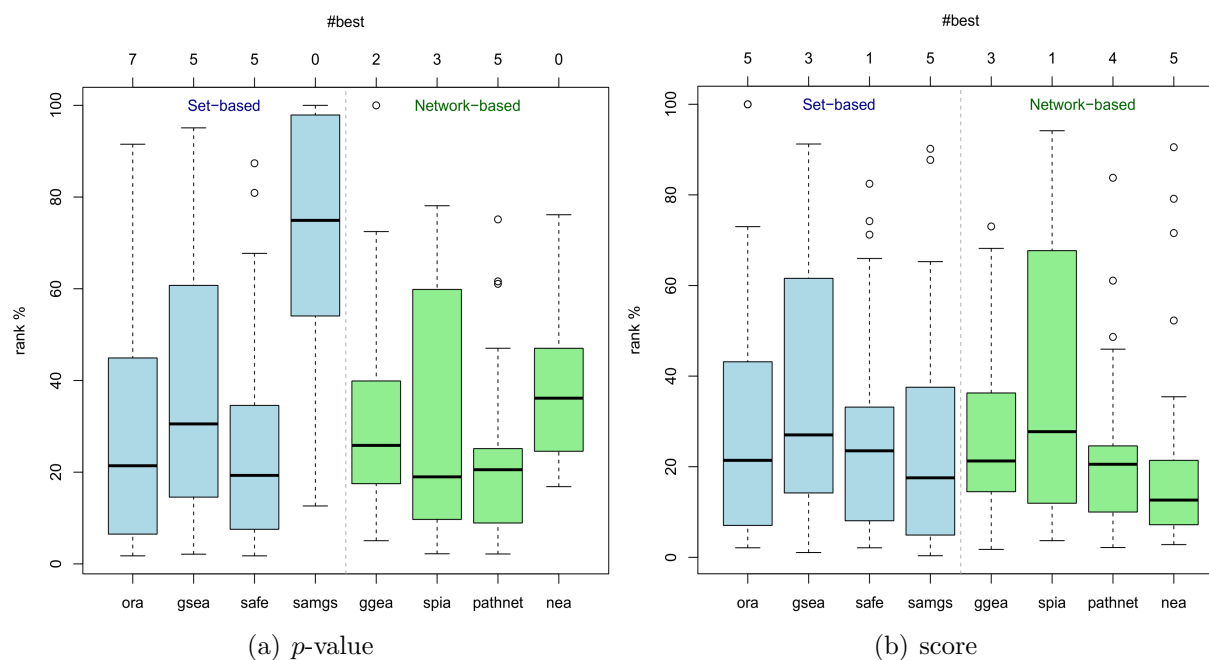 #best
7 5 5 0 2 3 5 0
Set−based Network−based
100
80
60
40
20
0
rank %
ora gsea safe samgs ggea spia pathnet nea
(a) p-value
#best
5 3 1 5 3 1 4 5
Set−based Network−based
100
80
60
40
20
0
rank %
ora gsea safe samgs ggea spia pathnet nea
(b) score